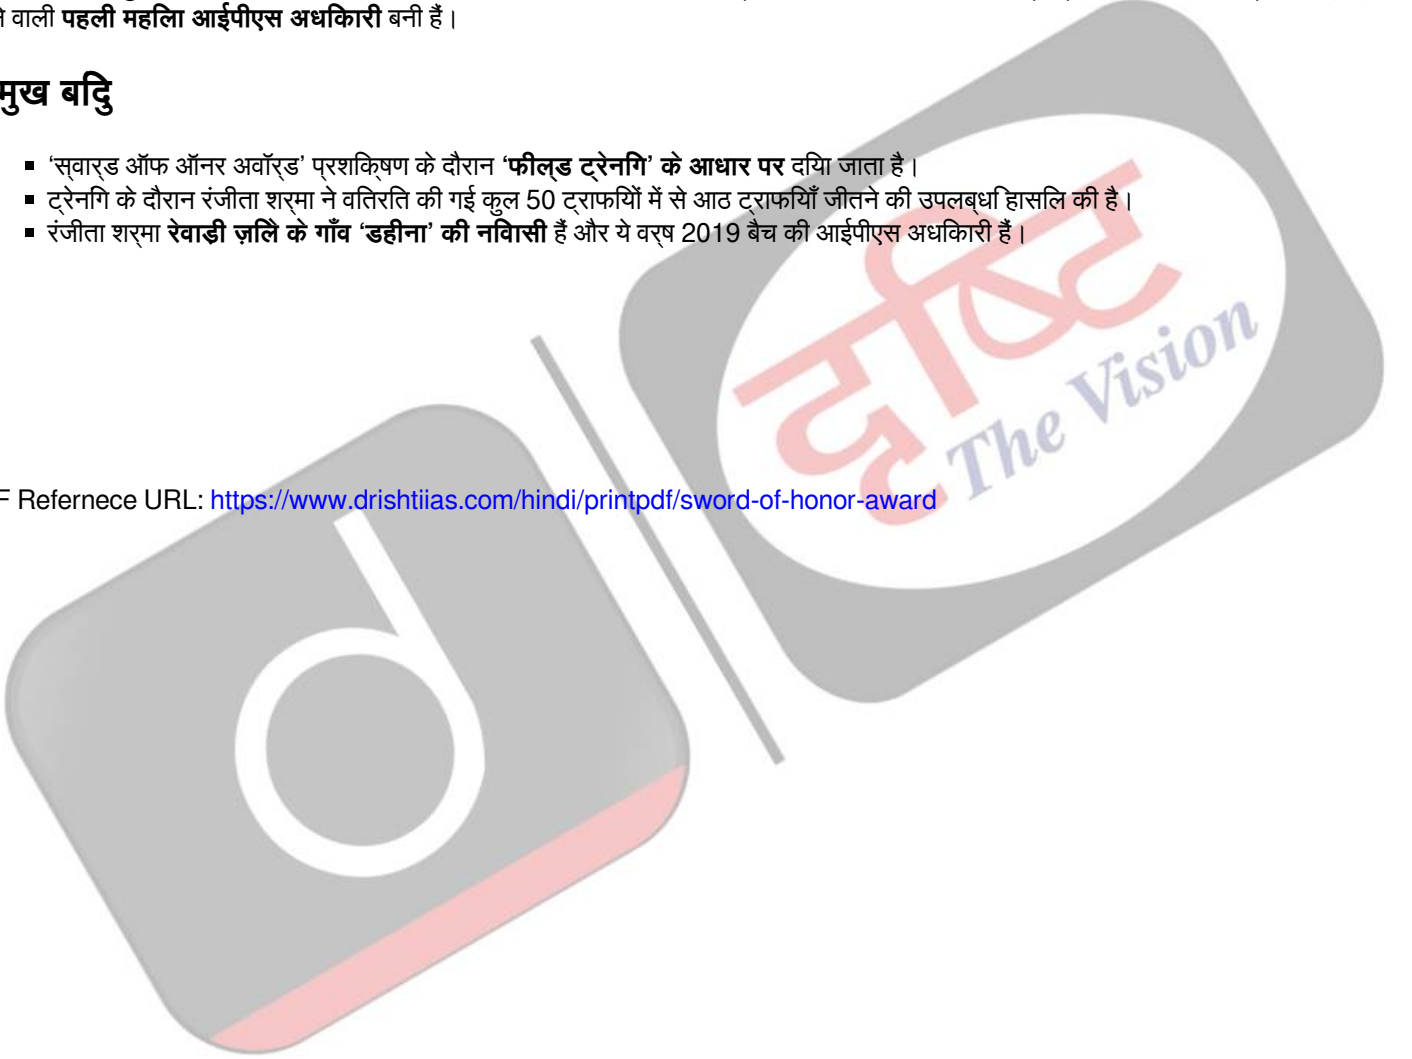 वाली पहली महिला आईपीएस अधिकारी बनी हैं।
मुख बिंदु
▪ 'स्वार्ड ऑफ ऑनर अवॉर्ड' प्रशिक्षण के दौरान 'फील्ड ट्रेनिंग' के आधार पर दिया जाता है।
▪ ट्रेनिंग के दौरान रंजीता शर्मा ने वितरित की गई कुल 50 ट्राफियों में से आठ ट्राफियाँ जीतने की उपलब्धि हासिल की है।
▪ रंजीता शर्मा रेवाड़ी ज़िले के गाँव 'डहीना' की निवासी हैं और ये वर्ष 2019 बैच की आईपीएस अधिकारी हैं।
दृष्टि
The Vision
F Refernece URL: https://www.drishtiias.com/hindi/printpdf/sword-of-honor-award
d